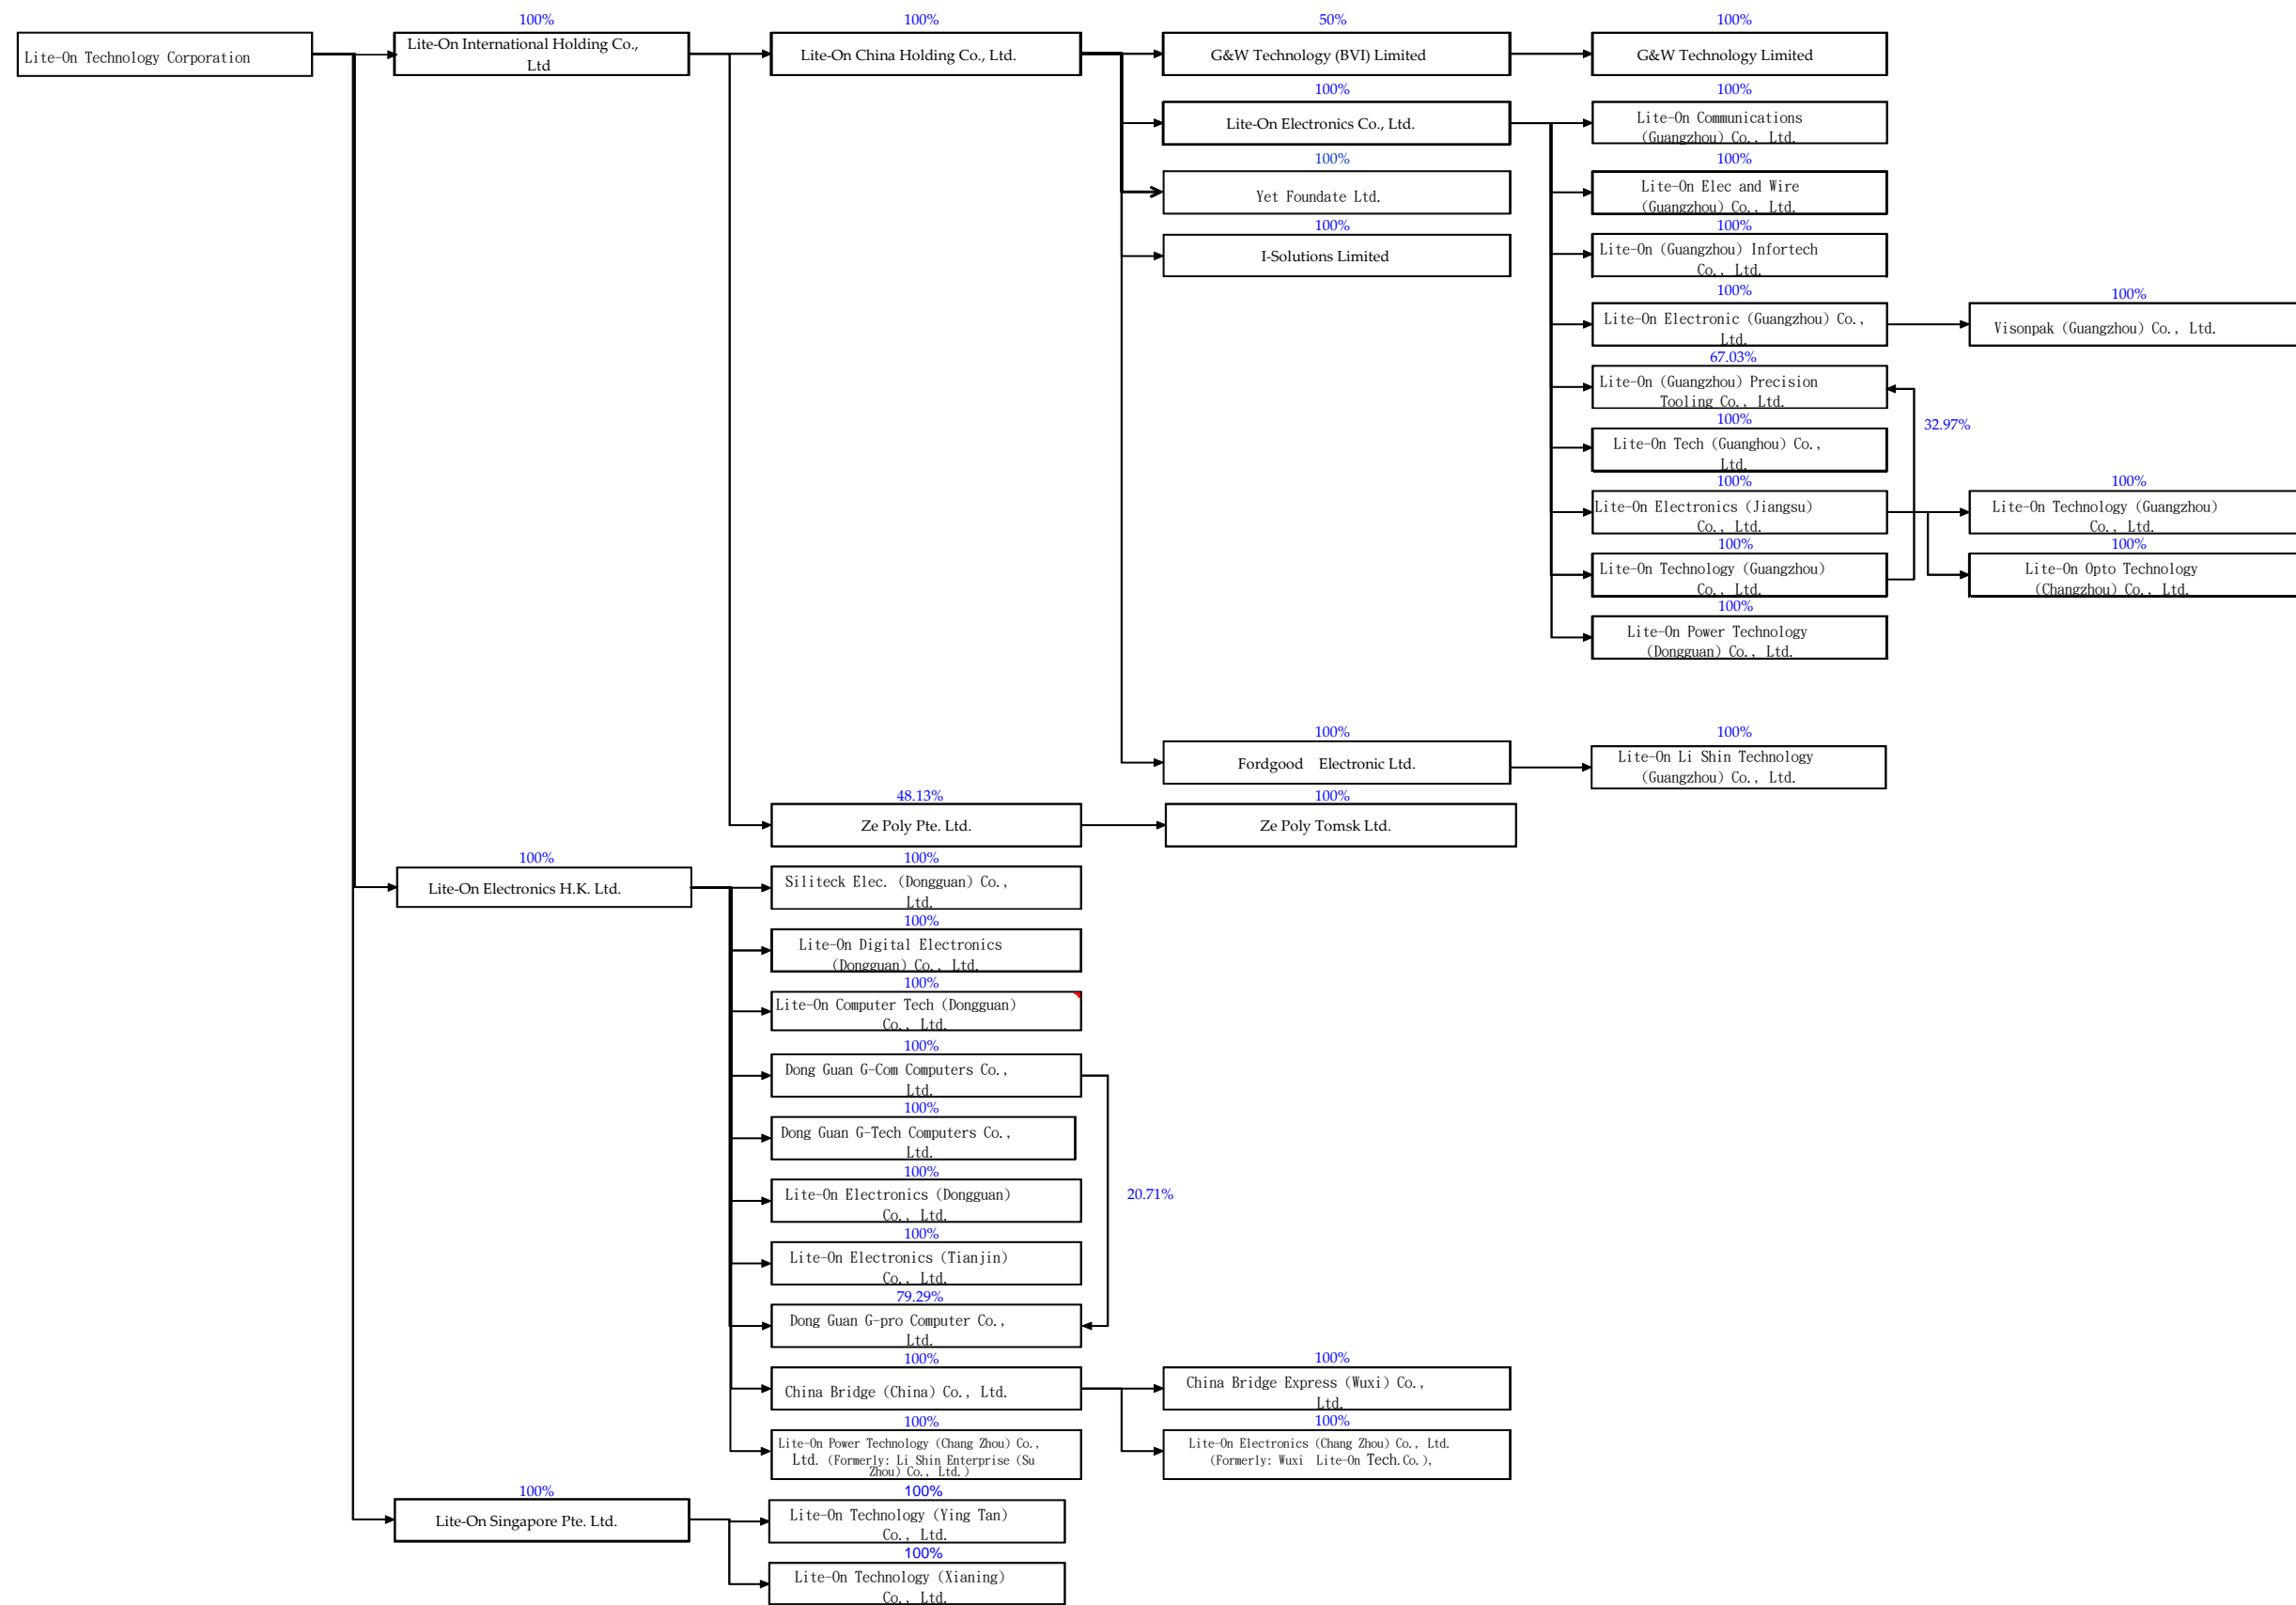 100%
100%
50%
100%
Lite-On Technology Corporation
Lite-On International Holding Co.,
Ltd
Lite-On China Holding Co., Ltd.
G&W Technology (BVI) Limited
G&W Technology Limited
100%
100%
Lite-On Electronics Co., Ltd.
Lite-On Communications
(Guangzhou) Co., Ltd.
100%
100%
Yet Foundate Ltd.
Lite-On Elec and Wire
(Guangzhou) Co., Ltd.
100%
100%
I-Solutions Limited
Lite-On (Guangzhou) Infortech
Co., Ltd.
100%
100%
Lite-On Electronic (Guangzhou) Co.,
Ltd.
Visonpak (Guangzhou) Co., Ltd.
67.03%
Lite-On (Guangzhou) Precision
Tooling Co., Ltd.
100%
32.97%
Lite-On Tech (Guanghou) Co.,
Ltd.
100%
100%
Lite-On Electronics (Jiangsu)
Co., Ltd.
Lite-On Technology (Guangzhou)
Co., Ltd.
100%
100%
Lite-On Technology (Guangzhou)
Co., Ltd.
Lite-On Opto Technology
(Changzhou) Co., Ltd.
100%
Lite-On Power Technology
(Dongguan) Co., Ltd.
100%
100%
Fordgood Electronic Ltd.
Lite-On Li Shin Technology
(Guangzhou) Co., Ltd.
48.13%
100%
Ze Poly Pte. Ltd.
Ze Poly Tomsk Ltd.
100%
100%
Lite-On Electronics H.K. Ltd.
Siliteck Elec. (Dongguan) Co.,
Ltd.
100%
Lite-On Digital Electronics
(Dongguan) Co., Ltd.
100%
Lite-On Computer Tech (Dongguan)
Co., Ltd.
100%
Dong Guan G-Com Computers Co.,
Ltd.
100%
Dong Guan G-Tech Computers Co.,
Ltd.
100%
Lite-On Electronics (Dongguan)
Co., Ltd.
20.71%
100%
Lite-On Electronics (Tianjin)
Co., Ltd.
79.29%
Dong Guan G-pro Computer Co.,
Ltd.
100%
100%
China Bridge (China) Co., Ltd.
China Bridge Express (Wuxi) Co.,
Ltd.
100%
100%
Lite-On Power Technology (Chang Zhou) Co.,
Ltd. (Formerly: Li Shin Enterprise (Su
Zhou) Co., Ltd.)
Lite-On Electronics (Chang Zhou) Co., Ltd.
(Formerly: Wuxi Lite-On Tech.Co.),
100%
100%
Lite-On Singapore Pte. Ltd.
Lite-On Technology (Ying Tan)
Co., Ltd.
100%
Lite-On Technology (Xianing)
Co., Ltd.